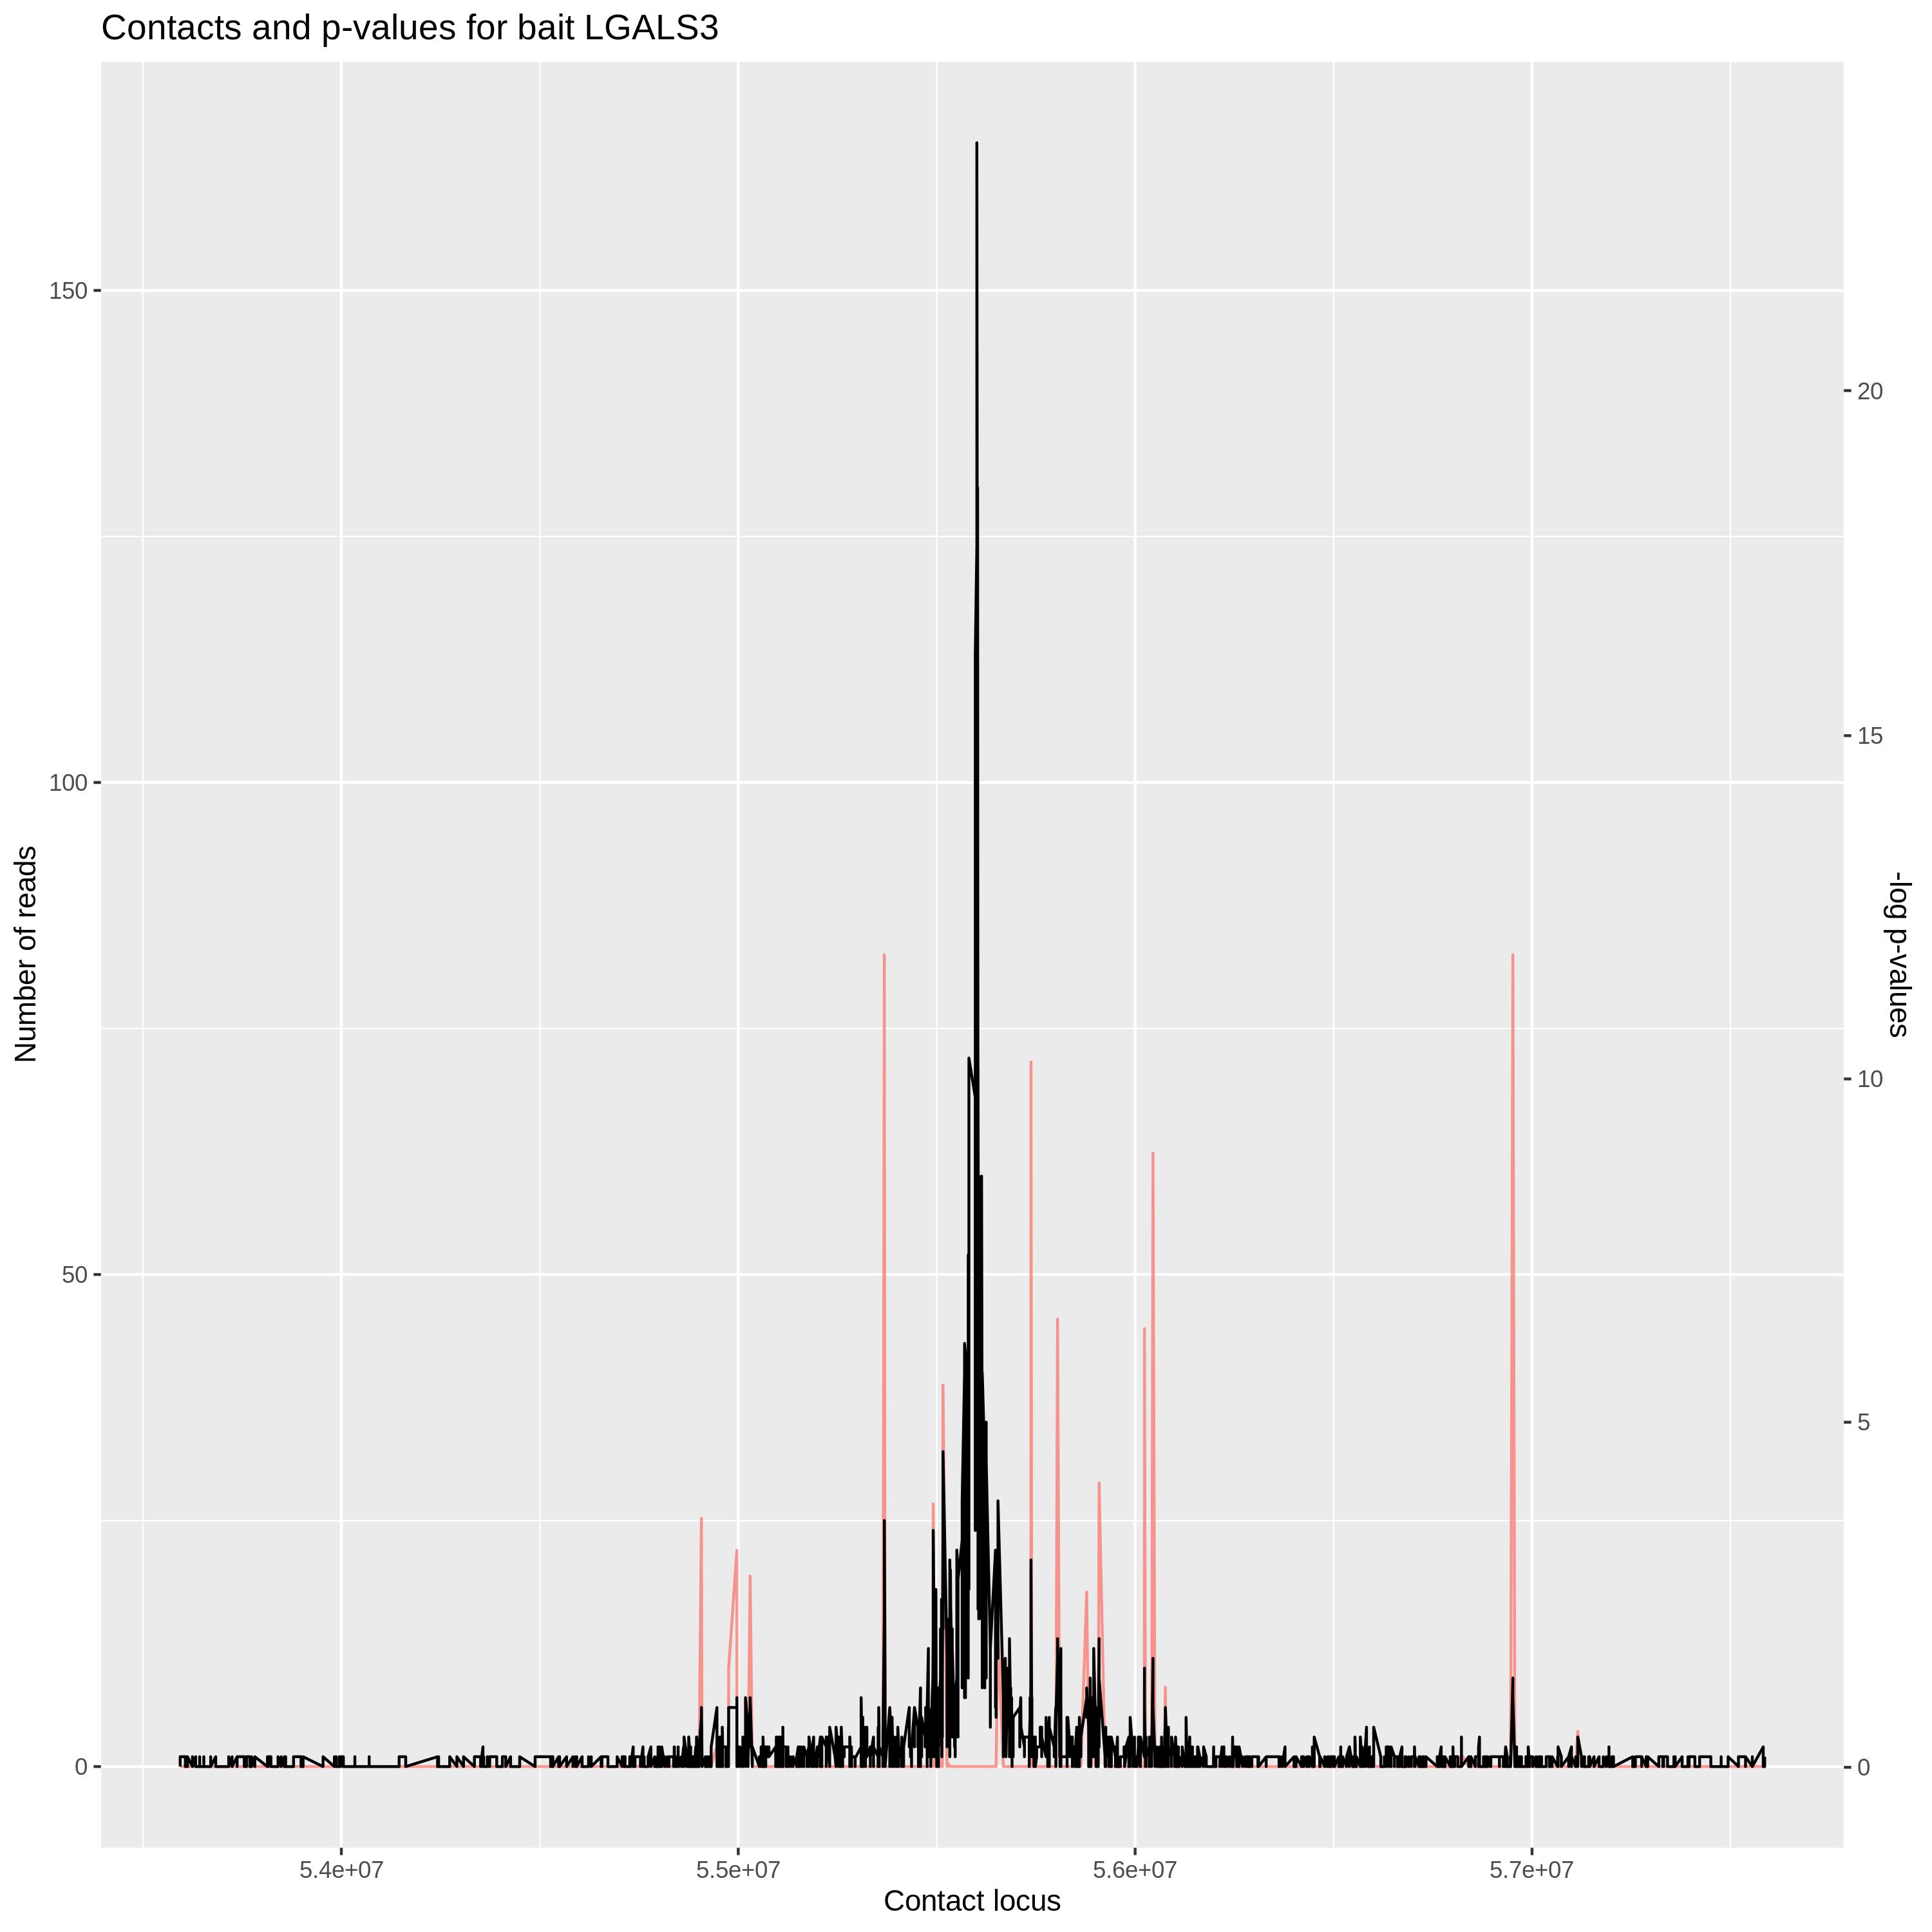 Contacts and p-values for bait LGALS3
150
100
50
0
Number of reads
20
15
10
5
0
-log p-values
5.4e+07
5.5e+07
5.6e+07
5.7e+07
Contact locus